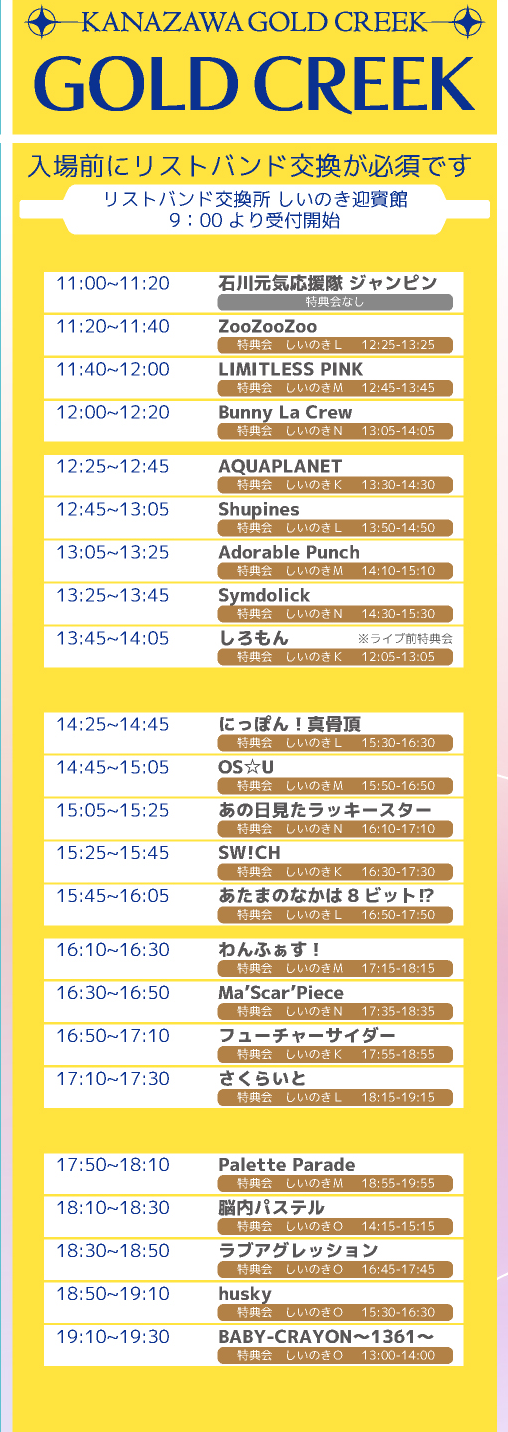 KANAZAWA GOLD CREEK
GOLD CREEK
入場前にリストバンド交換が必須です
リストバンド交換所 しいのき迎賓館
9：00 より受付開始
11:00~11:20 石川元気応援隊 ジャンピン
特典会なし
11:20~11:40 ZooZooZoo
特典会 しいのきL 12:25-13:25
11:40~12:00 LIMITLESS PINK
特典会 しいのきM 12:45-13:45
12:00~12:20 Bunny La Crew
特典会 しいのきN 13:05-14:05
12:25~12:45 AQUAPLANET
特典会 しいのきK 13:30-14:30
12:45~13:05 Shupines
特典会 しいのきL 13:50-14:50
13:05~13:25 Adorable Punch
特典会 しいのきM 14:10-15:10
13:25~13:45 Symdolick
特典会 しいのきN 14:30-15:30
13:45~14:05 しろもん ※ライブ前特典会
特典会 しいのきK 12:05-13:05
14:25~14:45 にっぽん！真骨頂
特典会 しいのきL 15:30-16:30
14:45~15:05 OS☆U
特典会 しいのきM 15:50-16:50
15:05~15:25 あの日見たラッキースター
特典会 しいのきN 16:10-17:10
15:25~15:45 SW!CH
特典会 しいのきK 16:30-17:30
15:45~16:05 あたまのなかは 8 ビット⁉
特典会 しいのきL 16:50-17:50
16:10~16:30 わんふぁす！
特典会 しいのきM 17:15-18:15
16:30~16:50 Ma’Scar’Piece
特典会 しいのきN 17:35-18:35
16:50~17:10 フューチャーサイダー
特典会 しいのきK 17:55-18:55
17:10~17:30 さくらいと
特典会 しいのきL 18:15-19:15
17:50~18:10 Palette Parade
特典会 しいのきM 18:55-19:55
18:10~18:30 脳内パステル
特典会 しいのきO 14:15-15:15
18:30~18:50 ラブアグレッション
特典会 しいのきO 16:45-17:45
18:50~19:10 husky
特典会 しいのきO 15:30-16:30
19:10~19:30 BABY-CRAYON～1361～
特典会 しいのきO 13:00-14:00